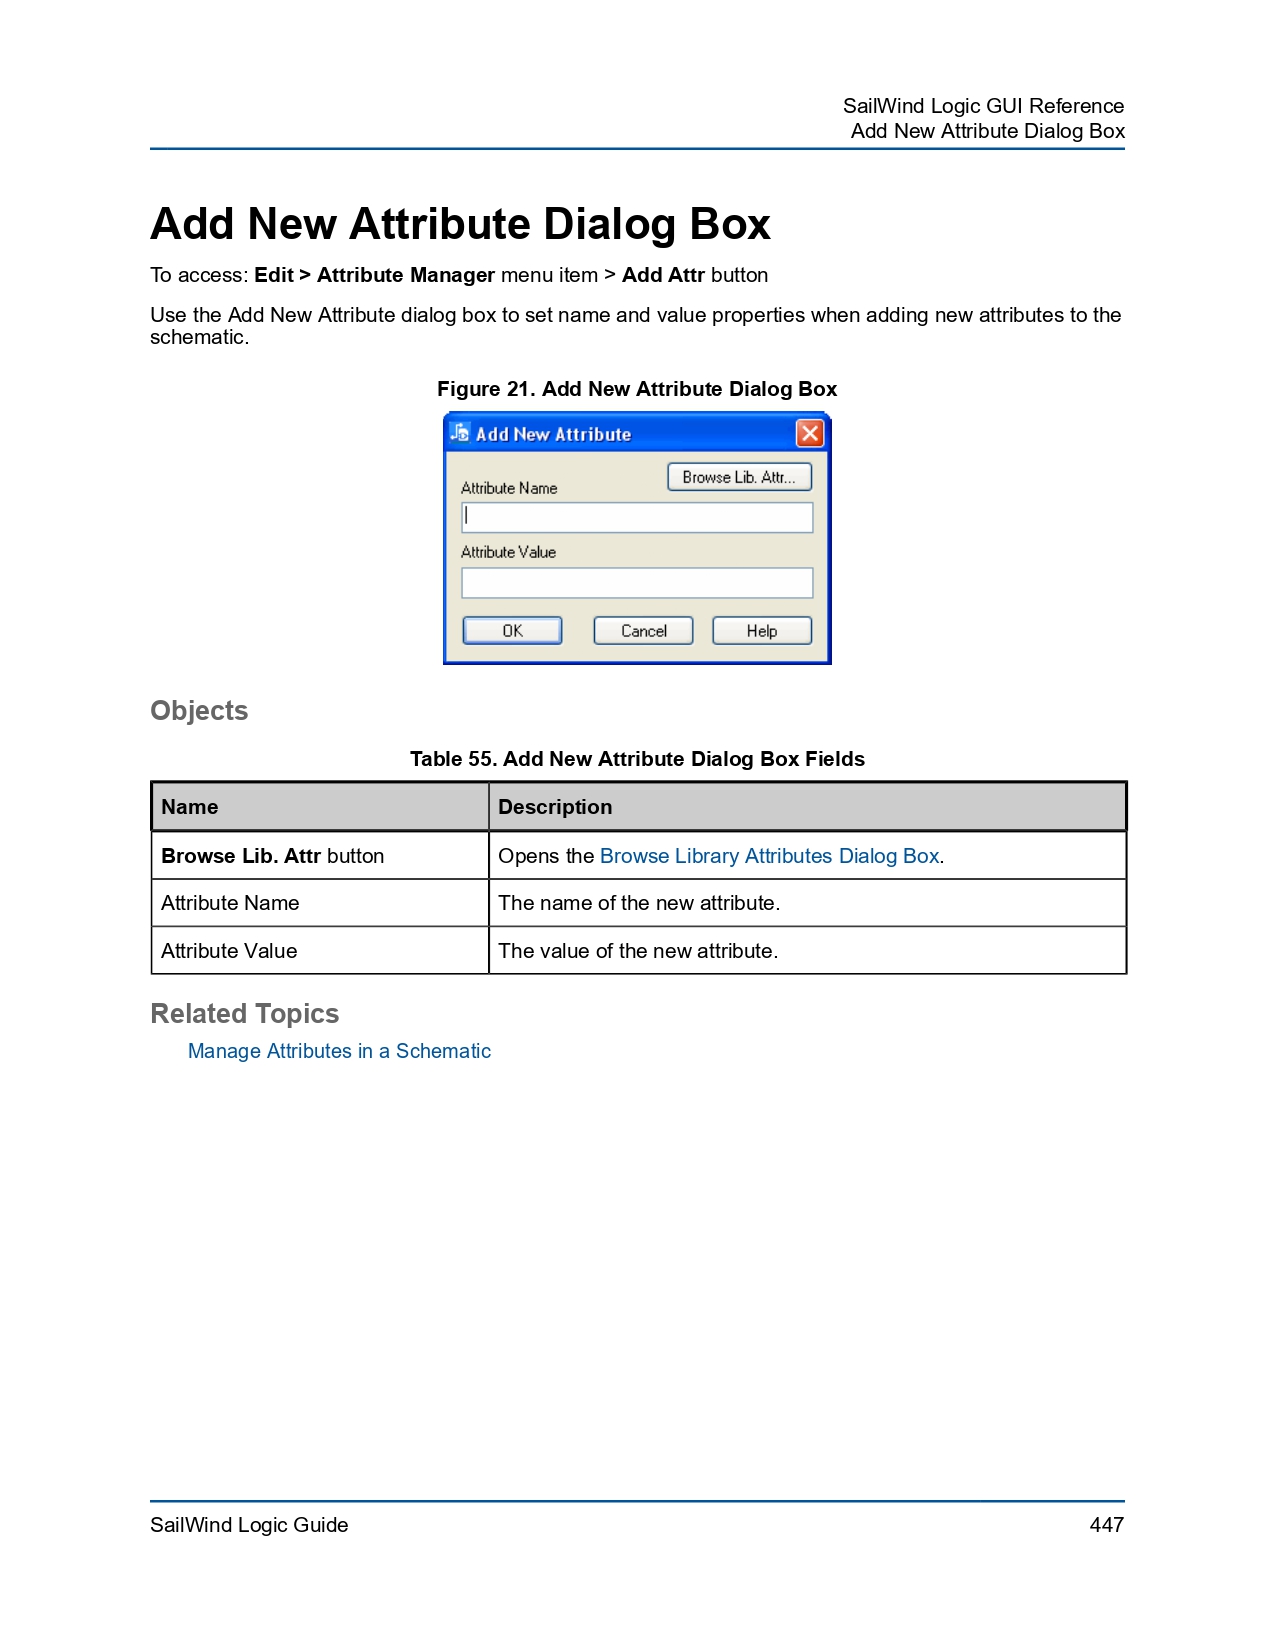 SailWind Logic GUI Reference
Add New Attribute Dialog Box
Add New Attribute Dialog Box
To access: Edit > Attribute Manager menu item > Add Attr button
Use the Add New Attribute dialog box to set name and value properties when adding new attributes to the
schematic.
Figure 21. Add New Attribute Dialog Box
Add New Attribute
Browse Lib. Attr...
Attribute Name
Attribute Value
OK Cancel Help
Objects
Table 55. Add New Attribute Dialog Box Fields
Name Description
Browse Lib. Attr button Opens the Browse Library Attributes Dialog Box.
Attribute Name The name of the new attribute.
Attribute Value The value of the new attribute.
Related Topics
Manage Attributes in a Schematic
SailWind Logic Guide 447